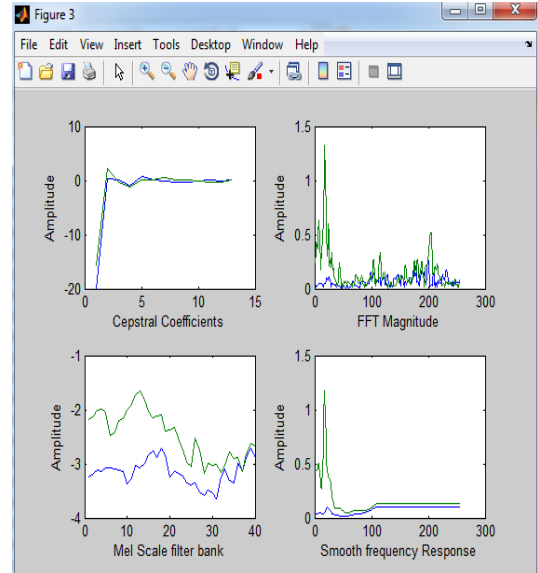 Figure 3
File Edit View Insert Tools Desktop Window Help
10
0
-10
-20
Amplitude
0 5 10 15
Cepstral Coefficients
1.5
1
0.5
0
Amplitude
0 100 200 300
FFT Magnitude
-1
-2
-3
-4
Amplitude
0 10 20 30 40
Mel Scale filter bank
1.5
1
0.5
0
Amplitude
0 100 200 300
Smooth frequency Response